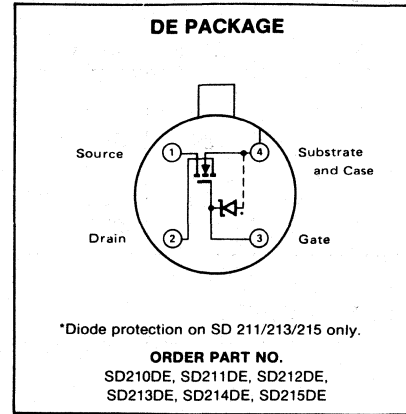 DE PACKAGE
Source 1 4 Substrate
and Case
*
Drain 2 3 Gate
*Diode protection on SD 211/213/215 only.
ORDER PART NO.
SD210DE, SD211DE, SD212DE,
SD213DE, SD214DE, SD215DE